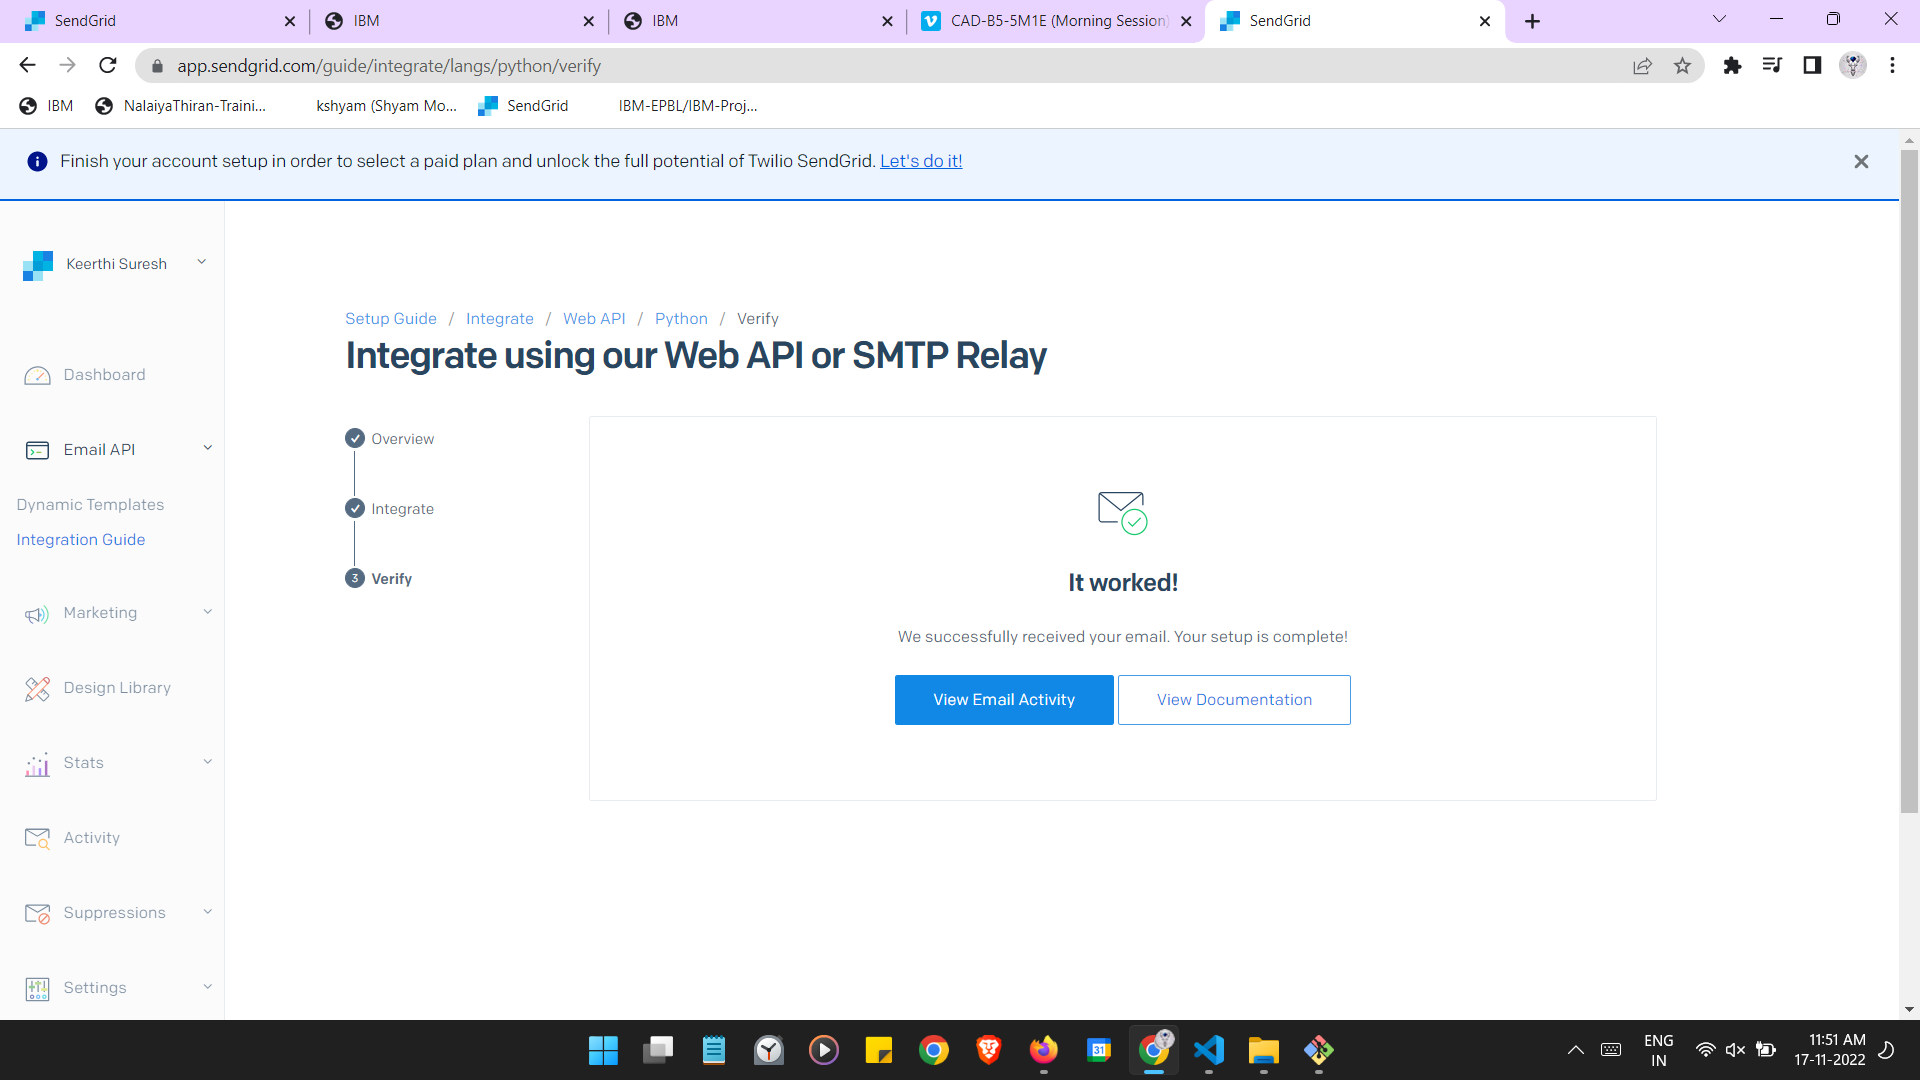 SendGrid
IBM
IBM
CAD-B5-5M1E (Morning Session)
SendGrid
app.sendgrid.com/guide/integrate/langs/python/verify
IBM
NalaiyaThiran-Traini...
kshyam (Shyam Mo...
SendGrid
IBM-EPBL/IBM-Proj...
Finish your account setup in order to select a paid plan and unlock the full potential of Twilio SendGrid. Let's do it!
Keerthi Suresh
Dashboard
Email API
Dynamic Templates
Integration Guide
Marketing
Design Library
Stats
Activity
Suppressions
Settings
Setup Guide / Integrate / Web API / Python / Verify
Integrate using our Web API or SMTP Relay
Overview
Integrate
3 Verify
It worked!
We successfully received your email. Your setup is complete!
View Email Activity
View Documentation
31
ENG
IN
11:51 AM
17-11-2022